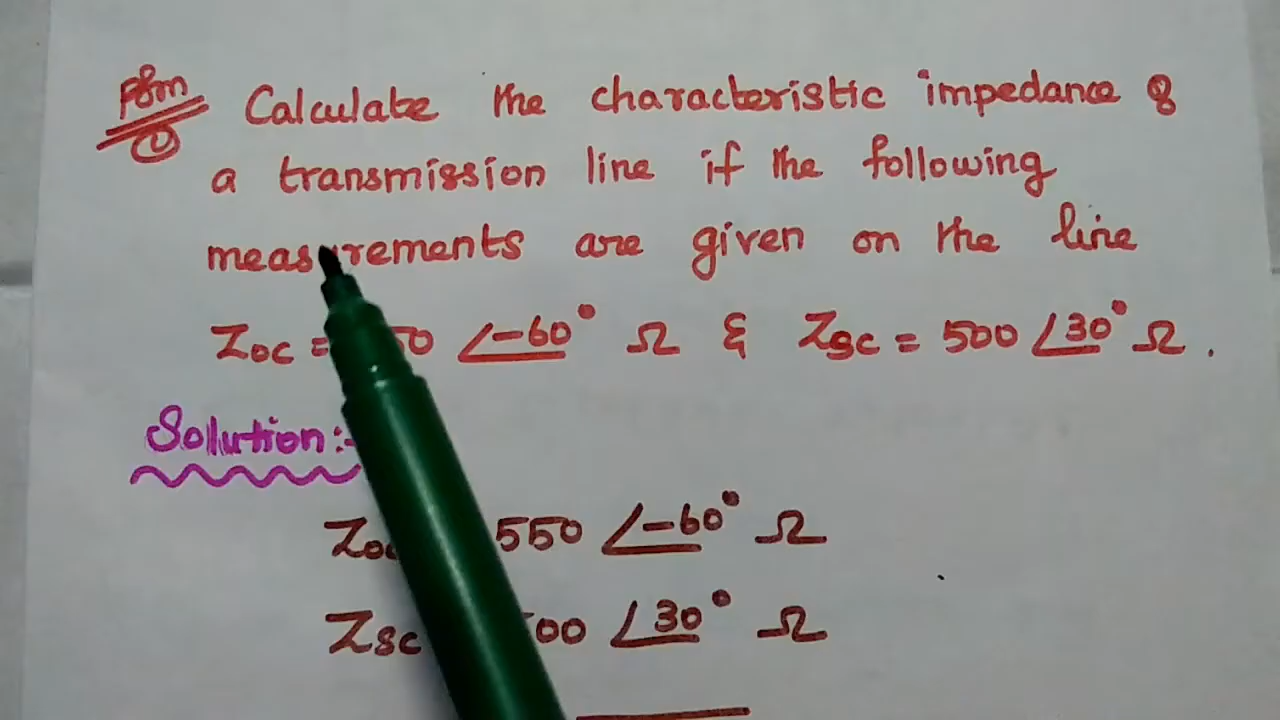 Pbm
1
Calculate the characteristic impedance of
a transmission line if the following
measurements are given on the line
Zoc = 50 ∠-60° Ω & Zsc = 500 ∠30° Ω .
Solution:-
Zoc 550 ∠-60° Ω
Zsc 00 ∠30° Ω